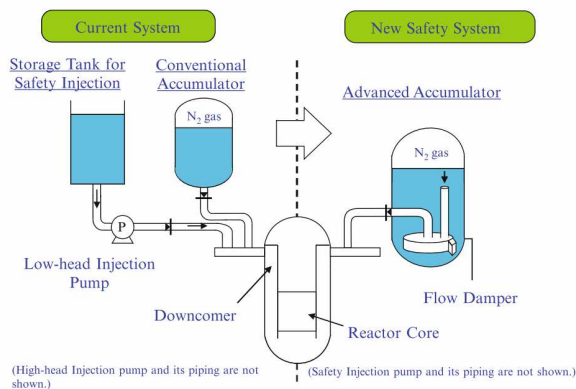 Current System
New Safety System
Storage Tank for
Safety Injection
Conventional
Accumulator
Advanced Accumulator
N2 gas
N2 gas
P
Low-head Injection
Pump
Downcomer
Reactor Core
Flow Damper
(High-head Injection pump and its piping are not
shown.)
(Safety Injection pump and its piping are not shown.)